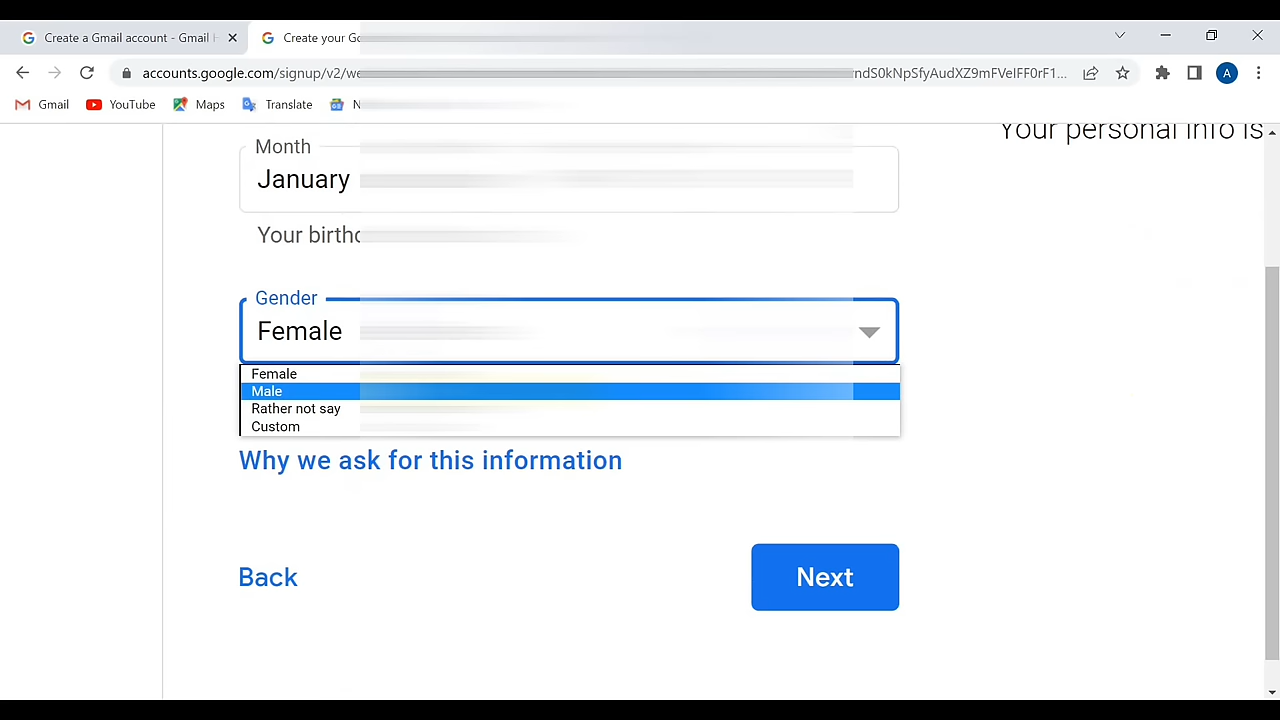 Create a Gmail account - Gmail
Create your
accounts.google.com/signup/v2/we
ndS0kNpSfyAudXZ9mFVeIFF0rF1...
A
Gmail
YouTube
Maps
Translate
Your personal info is
Month
January
Your
Gender
Female
Female
Male
Rather not say
Custom
Why we ask for this information
Back
Next